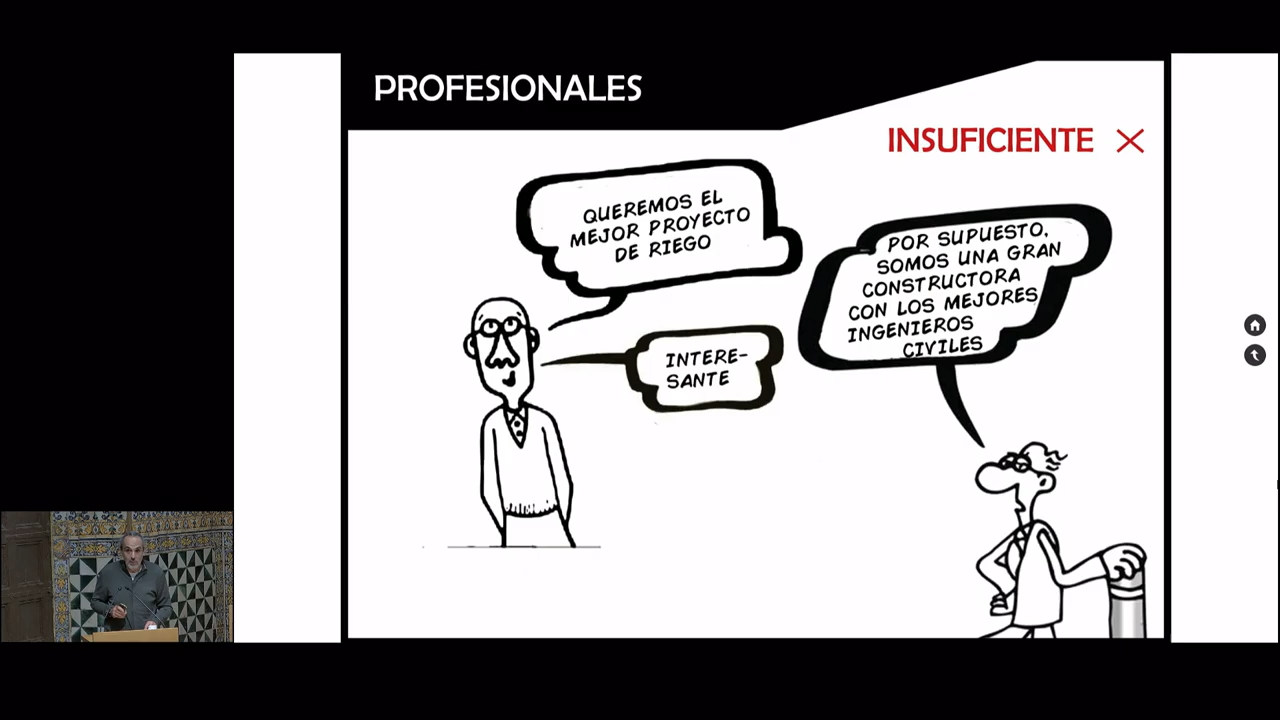 PROFESIONALES
INSUFICIENTE X
QUEREMOS EL
MEJOR PROYECTO
DE RIEGO
POR SUPUESTO,
SOMOS UNA GRAN
CONSTRUCTORA
CON LOS MEJORES
INGENIEROS
CIVILES
INTERE-
SANTE